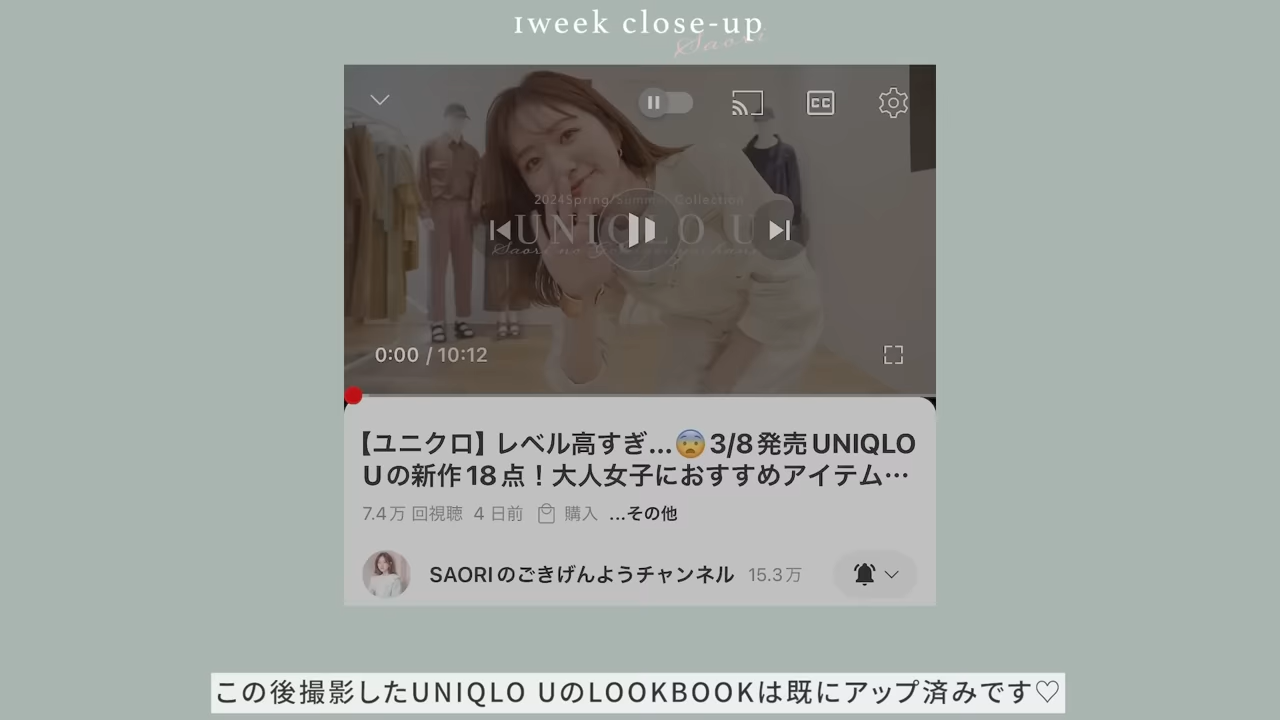 1week close-up
Saori
2024Spring/Summer Collection
UNIQLO U
CC
0:00 / 10:12
【ユニクロ】レベル高すぎ...😨3/8発売UNIQLO
Uの新作18点！大人女子におすすめアイテム…
7.4万 回視聴 4 日前 購入 ...その他
SAORIのごきげんようチャンネル 15.3万
この後撮影したUNIQLO UのLOOKBOOKは既にアップ済みです♡